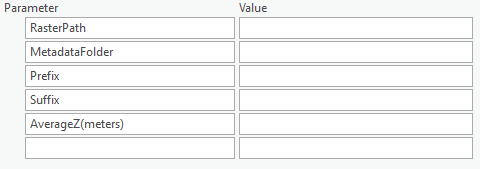 Parameter Value
RasterPath
MetadataFolder
Prefix
Suffix
AverageZ(meters)